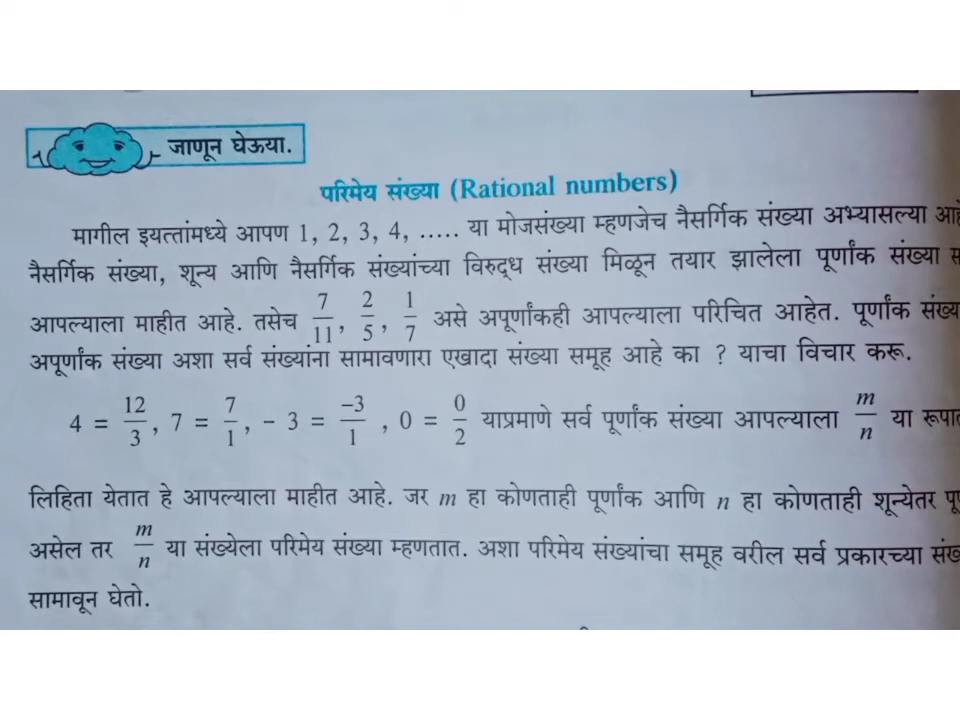 जाणून घेऊया.
परिमेय संख्या (Rational numbers)
मागील इयत्तांमध्ये आपण 1, 2, 3, 4, ..... या मोजसंख्या म्हणजेच नैसर्गिक संख्या अभ्यासल्या
नैसर्गिक संख्या, शून्य आणि नैसर्गिक संख्यांच्या विरुद्ध संख्या मिळून तयार झालेला पूर्णांक संख्या
आपल्याला माहीत आहे. तसेच 7/11, 2/5, 1/7 असे अपूर्णांकही आपल्याला परिचित आहेत. पूर्णांक
अपूर्णांक संख्या अशा सर्व संख्यांना सामावणारा एखादा संख्या समूह आहे का ? याचा विचार करू.
4 = 12/3, 7 = 7/1, - 3 = -3/1 , 0 = 0/2 याप्रमाणे सर्व पूर्णांक संख्या आपल्याला m/n या
लिहिता येतात हे आपल्याला माहीत आहे. जर m हा कोणताही पूर्णांक आणि n हा कोणताही शून्येतर
असेल तर m/n या संख्येला परिमेय संख्या म्हणतात. अशा परिमेय संख्यांचा समूह वरील सर्व प्रकारच्या
सामावून घेतो.